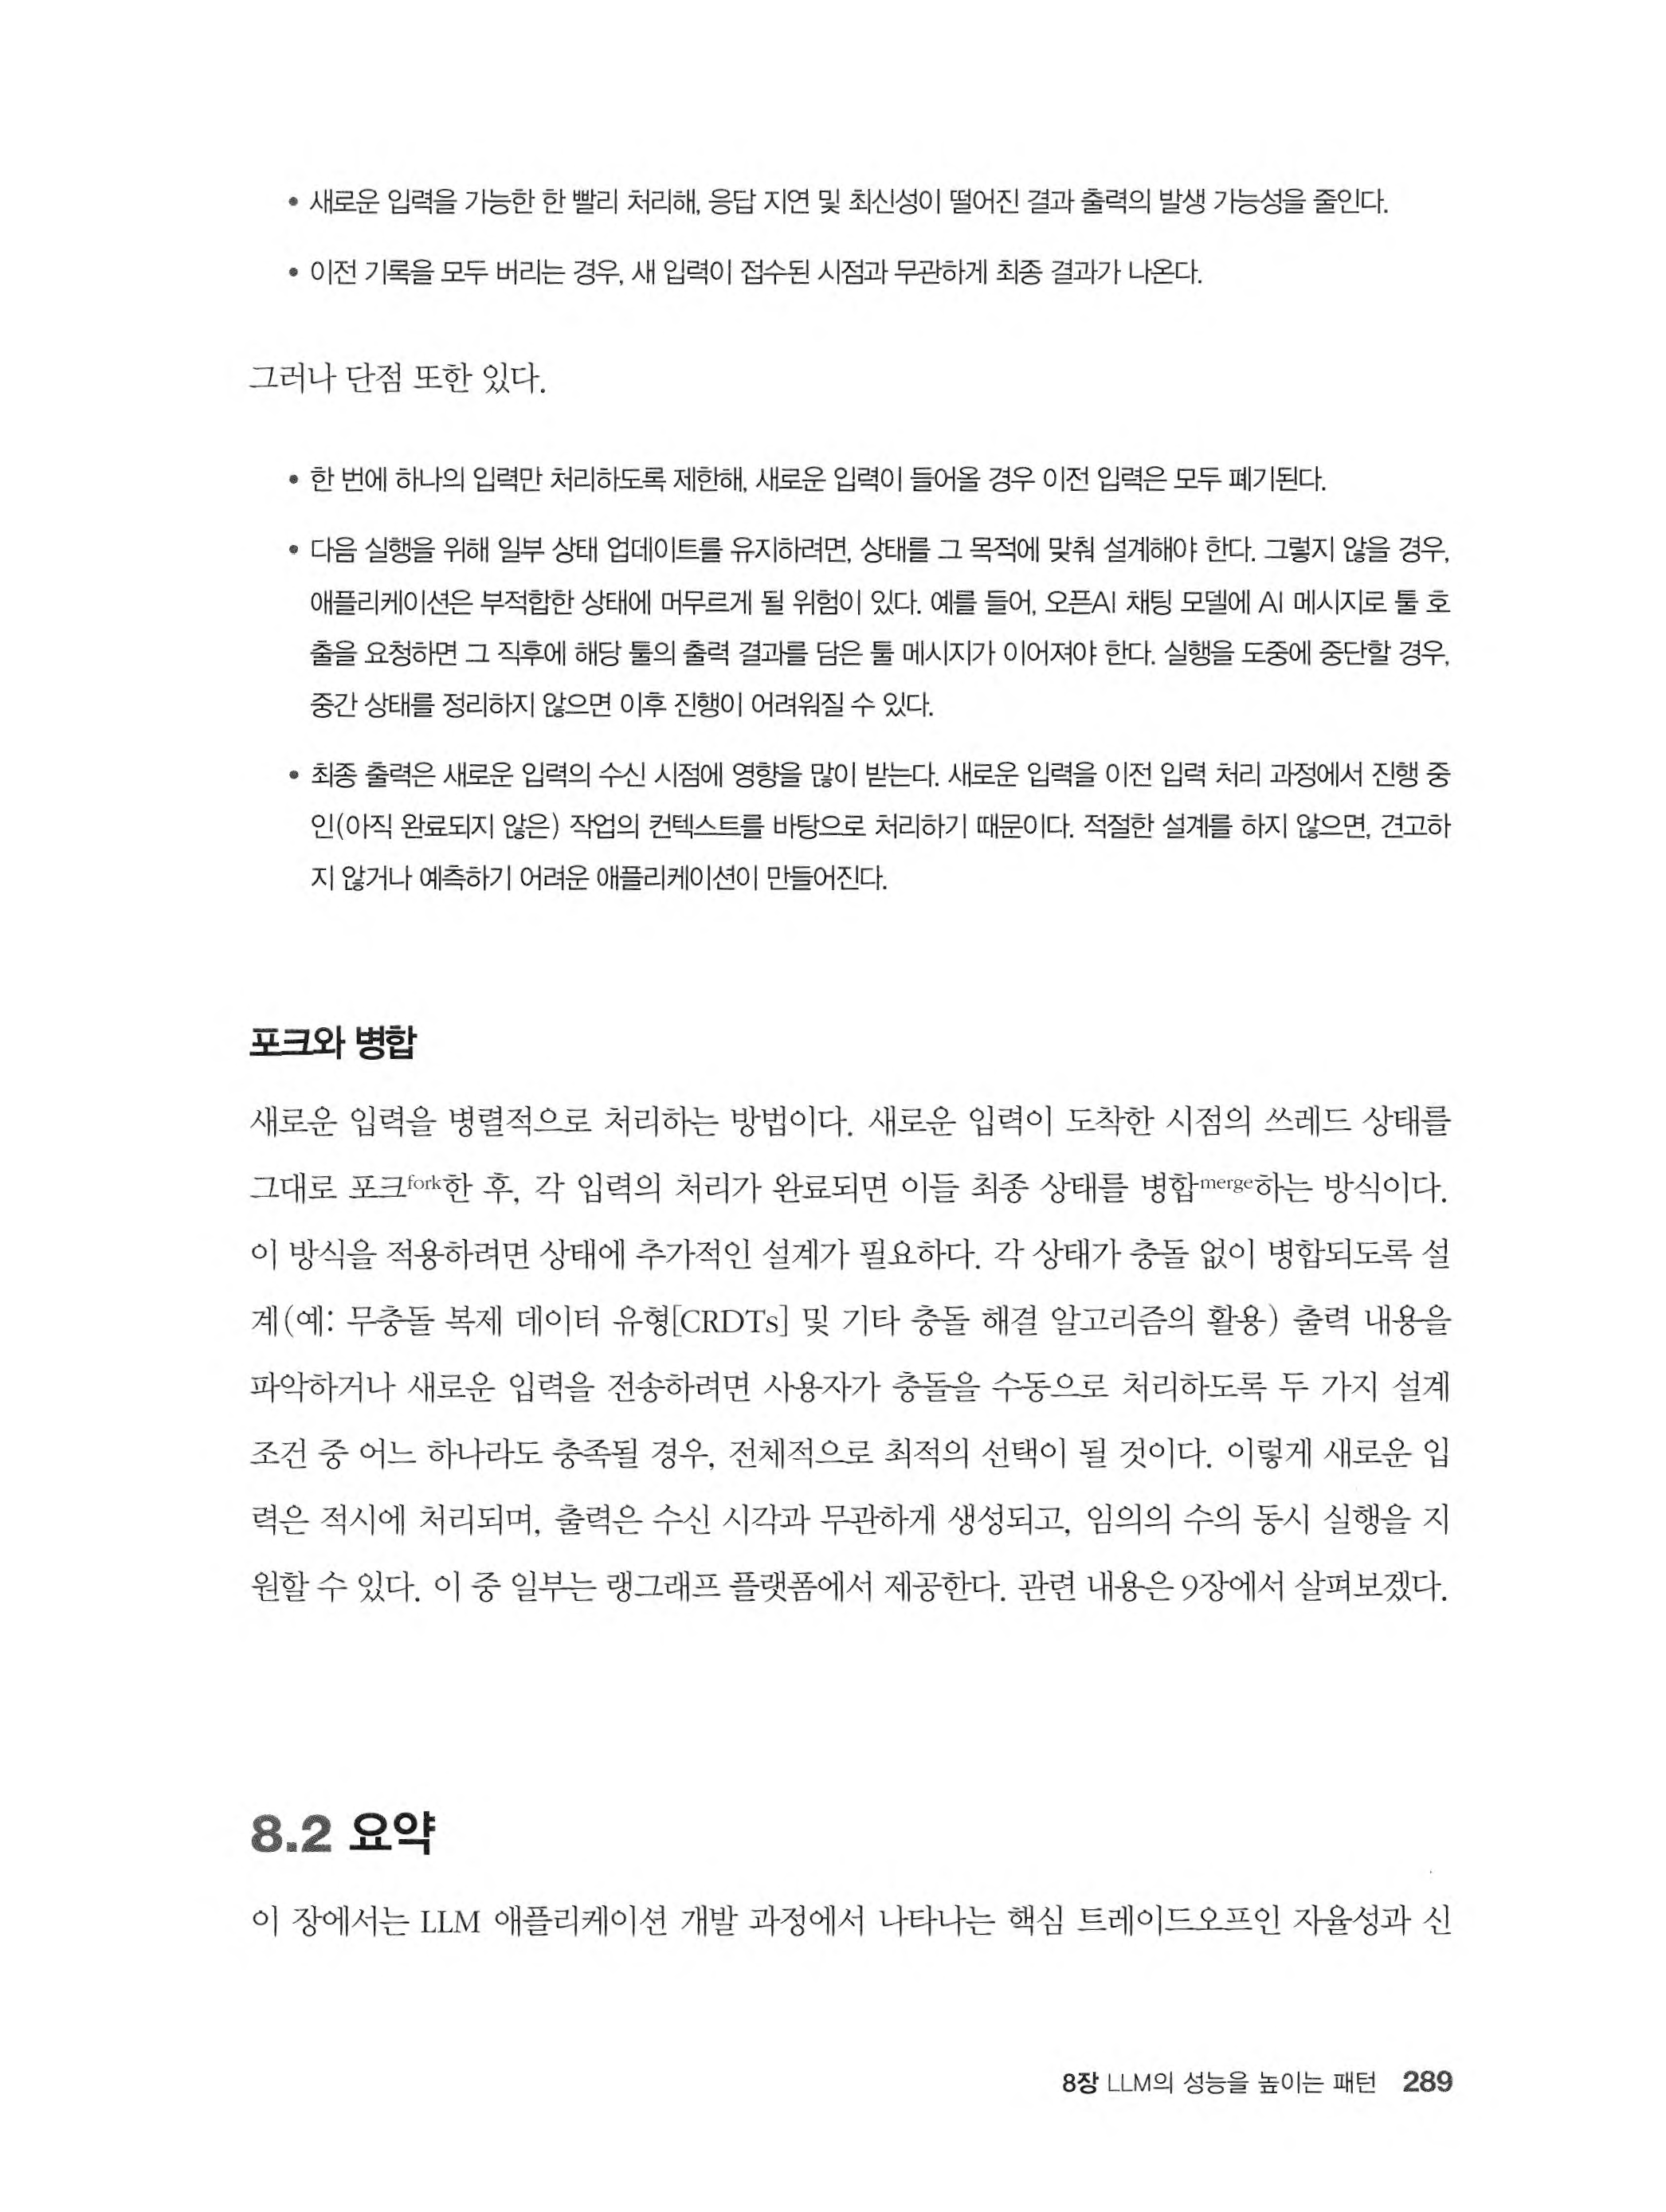 • 새로운 입력을 가능한 한 빨리 처리해, 응답 지연 및 최신성이 떨어진 결과 출력의 발생 가능성을 줄인다.
• 이전 기록을 모두 버리는 경우, 새 입력이 접수된 시점과 무관하게 최종 결과가 나온다.
그러나 단점 또한 있다.
• 한 번에 하나의 입력만 처리하도록 제한해, 새로운 입력이 들어올 경우 이전 입력은 모두 폐기된다.
• 다음 실행을 위해 일부 상태 업데이트를 유지하려면, 상태를 그 목적에 맞춰 설계해야 한다. 그렇지 않을 경우,
애플리케이션은 부적합한 상태에 머무르게 될 위험이 있다. 예를 들어, 오픈AI 채팅 모델에 AI 메시지로 툴 호
출을 요청하면 그 직후에 해당 툴의 출력 결과를 담은 툴 메시지가 이어져야 한다. 실행을 도중에 중단할 경우,
중간 상태를 정리하지 않으면 이후 진행이 어려워질 수 있다.
• 최종 출력은 새로운 입력의 수신 시점에 영향을 많이 받는다. 새로운 입력을 이전 입력 처리 과정에서 진행 중
인(아직 완료되지 않은) 작업의 컨텍스트를 바탕으로 처리하기 때문이다. 적절한 설계를 하지 않으면, 견고하
지 않거나 예측하기 어려운 애플리케이션이 만들어진다.
포크와 병합
새로운 입력을 병렬적으로 처리하는 방법이다. 새로운 입력이 도착한 시점의 쓰레드 상태를
그대로 포크fork한 후, 각 입력의 처리가 완료되면 이들 최종 상태를 병합merge하는 방식이다.
이 방식을 적용하려면 상태에 추가적인 설계가 필요하다. 각 상태가 충돌 없이 병합되도록 설
계(예: 무충돌 복제 데이터 유형[CRDTs] 및 기타 충돌 해결 알고리즘의 활용) 출력 내용을
파악하거나 새로운 입력을 전송하려면 사용자가 충돌을 수동으로 처리하도록 두 가지 설계
조건 중 어느 하나라도 충족될 경우, 전체적으로 최적의 선택이 될 것이다. 이렇게 새로운 입
력은 적시에 처리되며, 출력은 수신 시각과 무관하게 생성되고, 임의의 수의 동시 실행을 지
원할 수 있다. 이 중 일부는 랭그래프 플랫폼에서 제공한다. 관련 내용은 9장에서 살펴보겠다.
8.2 요약
이 장에서는 LLM 애플리케이션 개발 과정에서 나타나는 핵심 트레이드오프인 자율성과 신
8장 LLM의 성능을 높이는 패턴 289